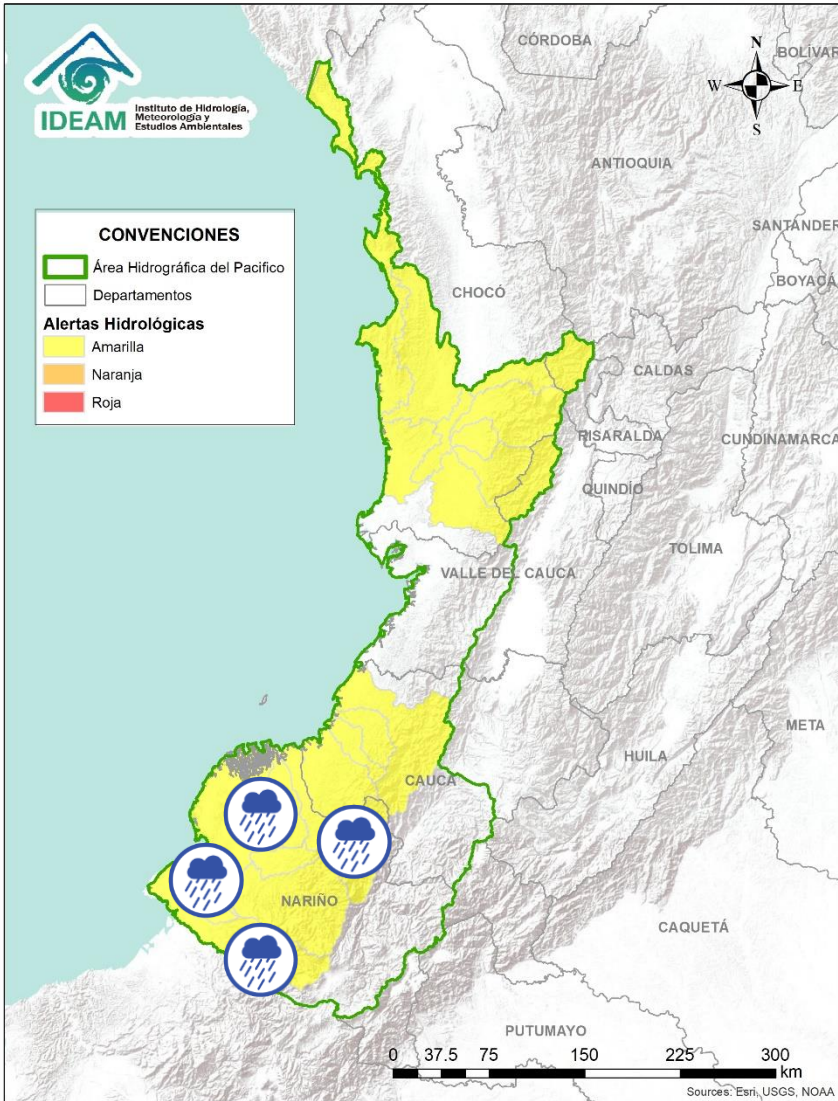 IDEAM
Instituto de Hidrología,
Meteorología y
Estudios Ambientales
CÓRDOBA
BOLÍVAR
N
W
E
S
ANTIOQUIA
SANTANDER
BOYACÁ
CONVENCIONES
Área Hidrográfica del Pacifico
Departamentos
Alertas Hidrológicas
Amarilla
Naranja
Roja
CHOCÓ
CALDAS
RISARALDA
CUNDINAMARCA
QUINDÍO
TOLIMA
VALLE DEL CAUCA
META
HUILA
CAUCA
NARIÑO
CAQUETÁ
PUTUMAYO
0 37.5 75 150 225 300
km
Sources: Esri, USGS, NOAA